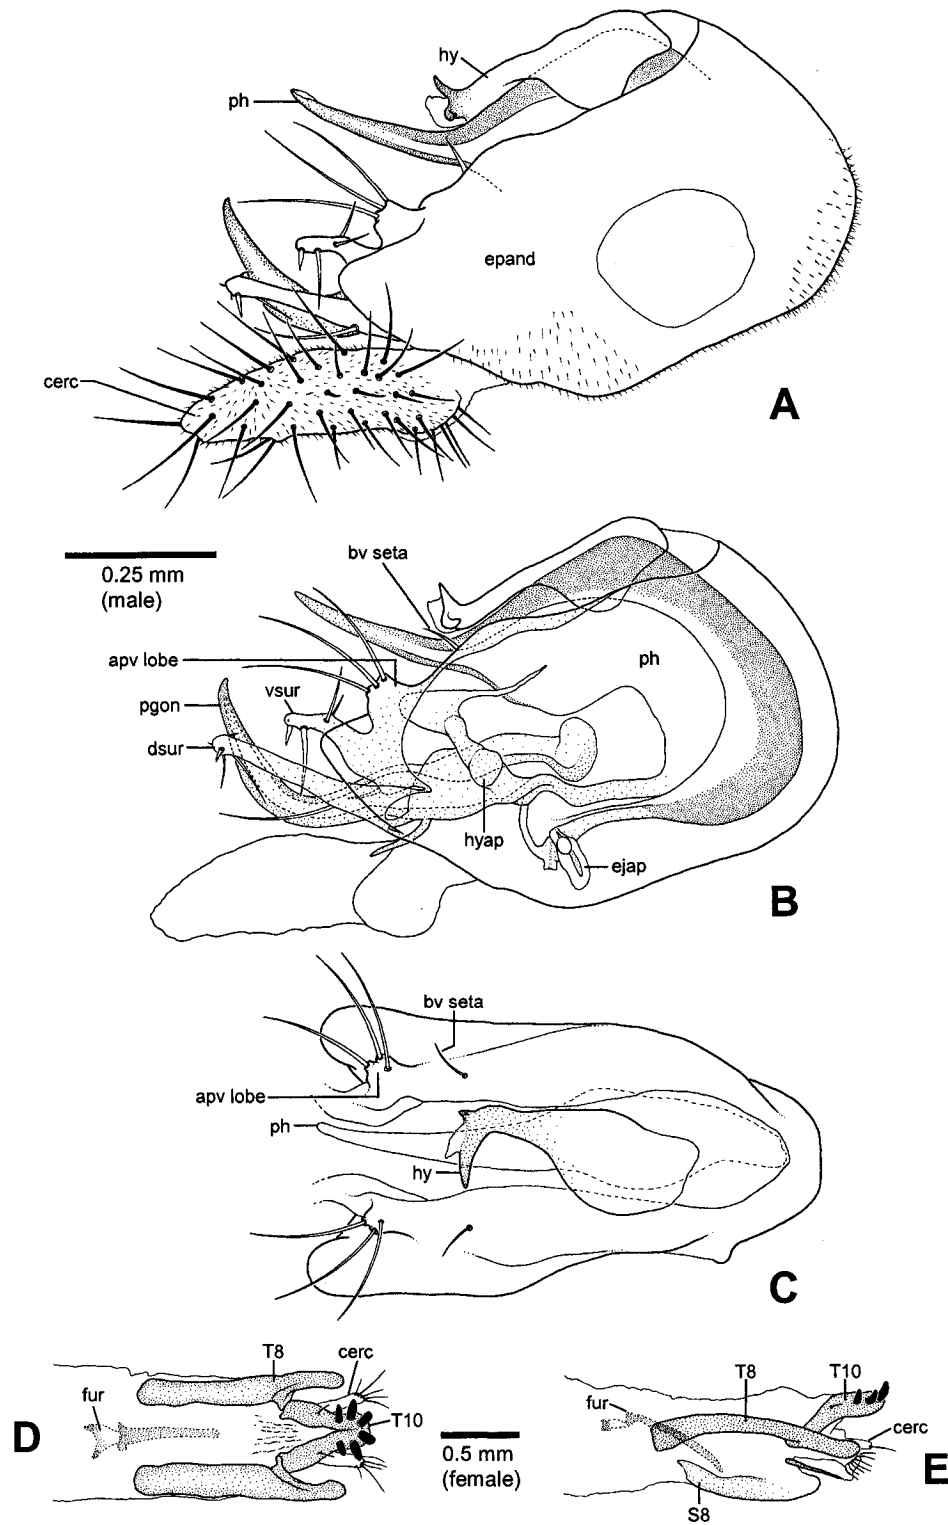 hy
ph
epand
cerc
A
0.25 mm
(male)
bv seta
apv lobe
ph
pgon
vsur
dsur
hyap
ejap
B
bv seta
apv lobe
ph
hy
C
T8
cerc
fur
T10
D
0.5 mm
(female)
T8
T10
fur
cerc
E
S8